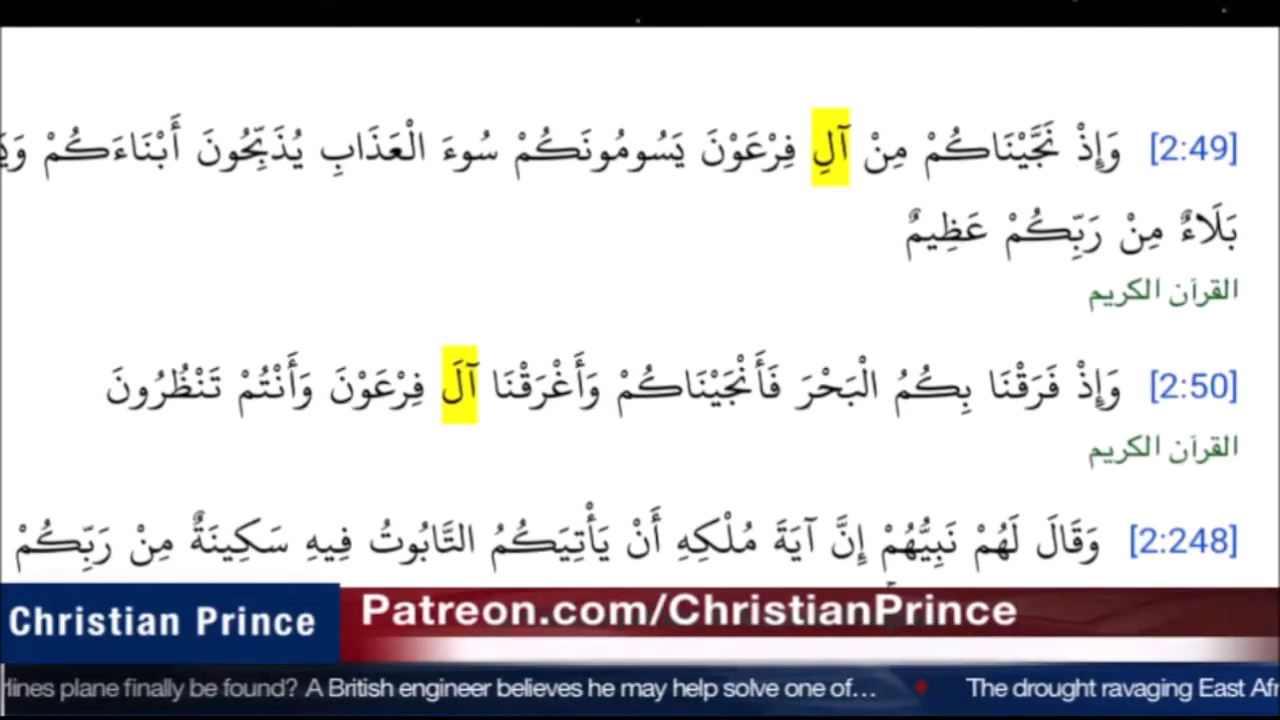 [2:49] وَإِذْ نَجَّيْنَاكُمْ مِنْ آلِ فِرْعَوْنَ يَسُومُونَكُمْ سُوءَ الْعَذَابِ يُذَبِّحُونَ أَبْنَاءَكُمْ
بَلَاءٌ مِنْ رَبِّكُمْ عَظِيمٌ
القرآن الكريم
[2:50] وَإِذْ فَرَقْنَا بِكُمُ الْبَحْرَ فَأَنْجَيْنَاكُمْ وَأَغْرَقْنَا آلَ فِرْعَوْنَ وَأَنْتُمْ تَنْظُرُونَ
القرآن الكريم
[2:248] وَقَالَ لَهُمْ نَبِيُّهُمْ إِنَّ آيَةَ مُلْكِهِ أَنْ يَأْتِيَكُمُ التَّابُوتُ فِيهِ سَكِينَةٌ مِنْ رَبِّكُمْ
Christian Prince
Patreon.com/ChristianPrince
plane finally be found? A British engineer believes he may help solve one of... The drought ravaging East